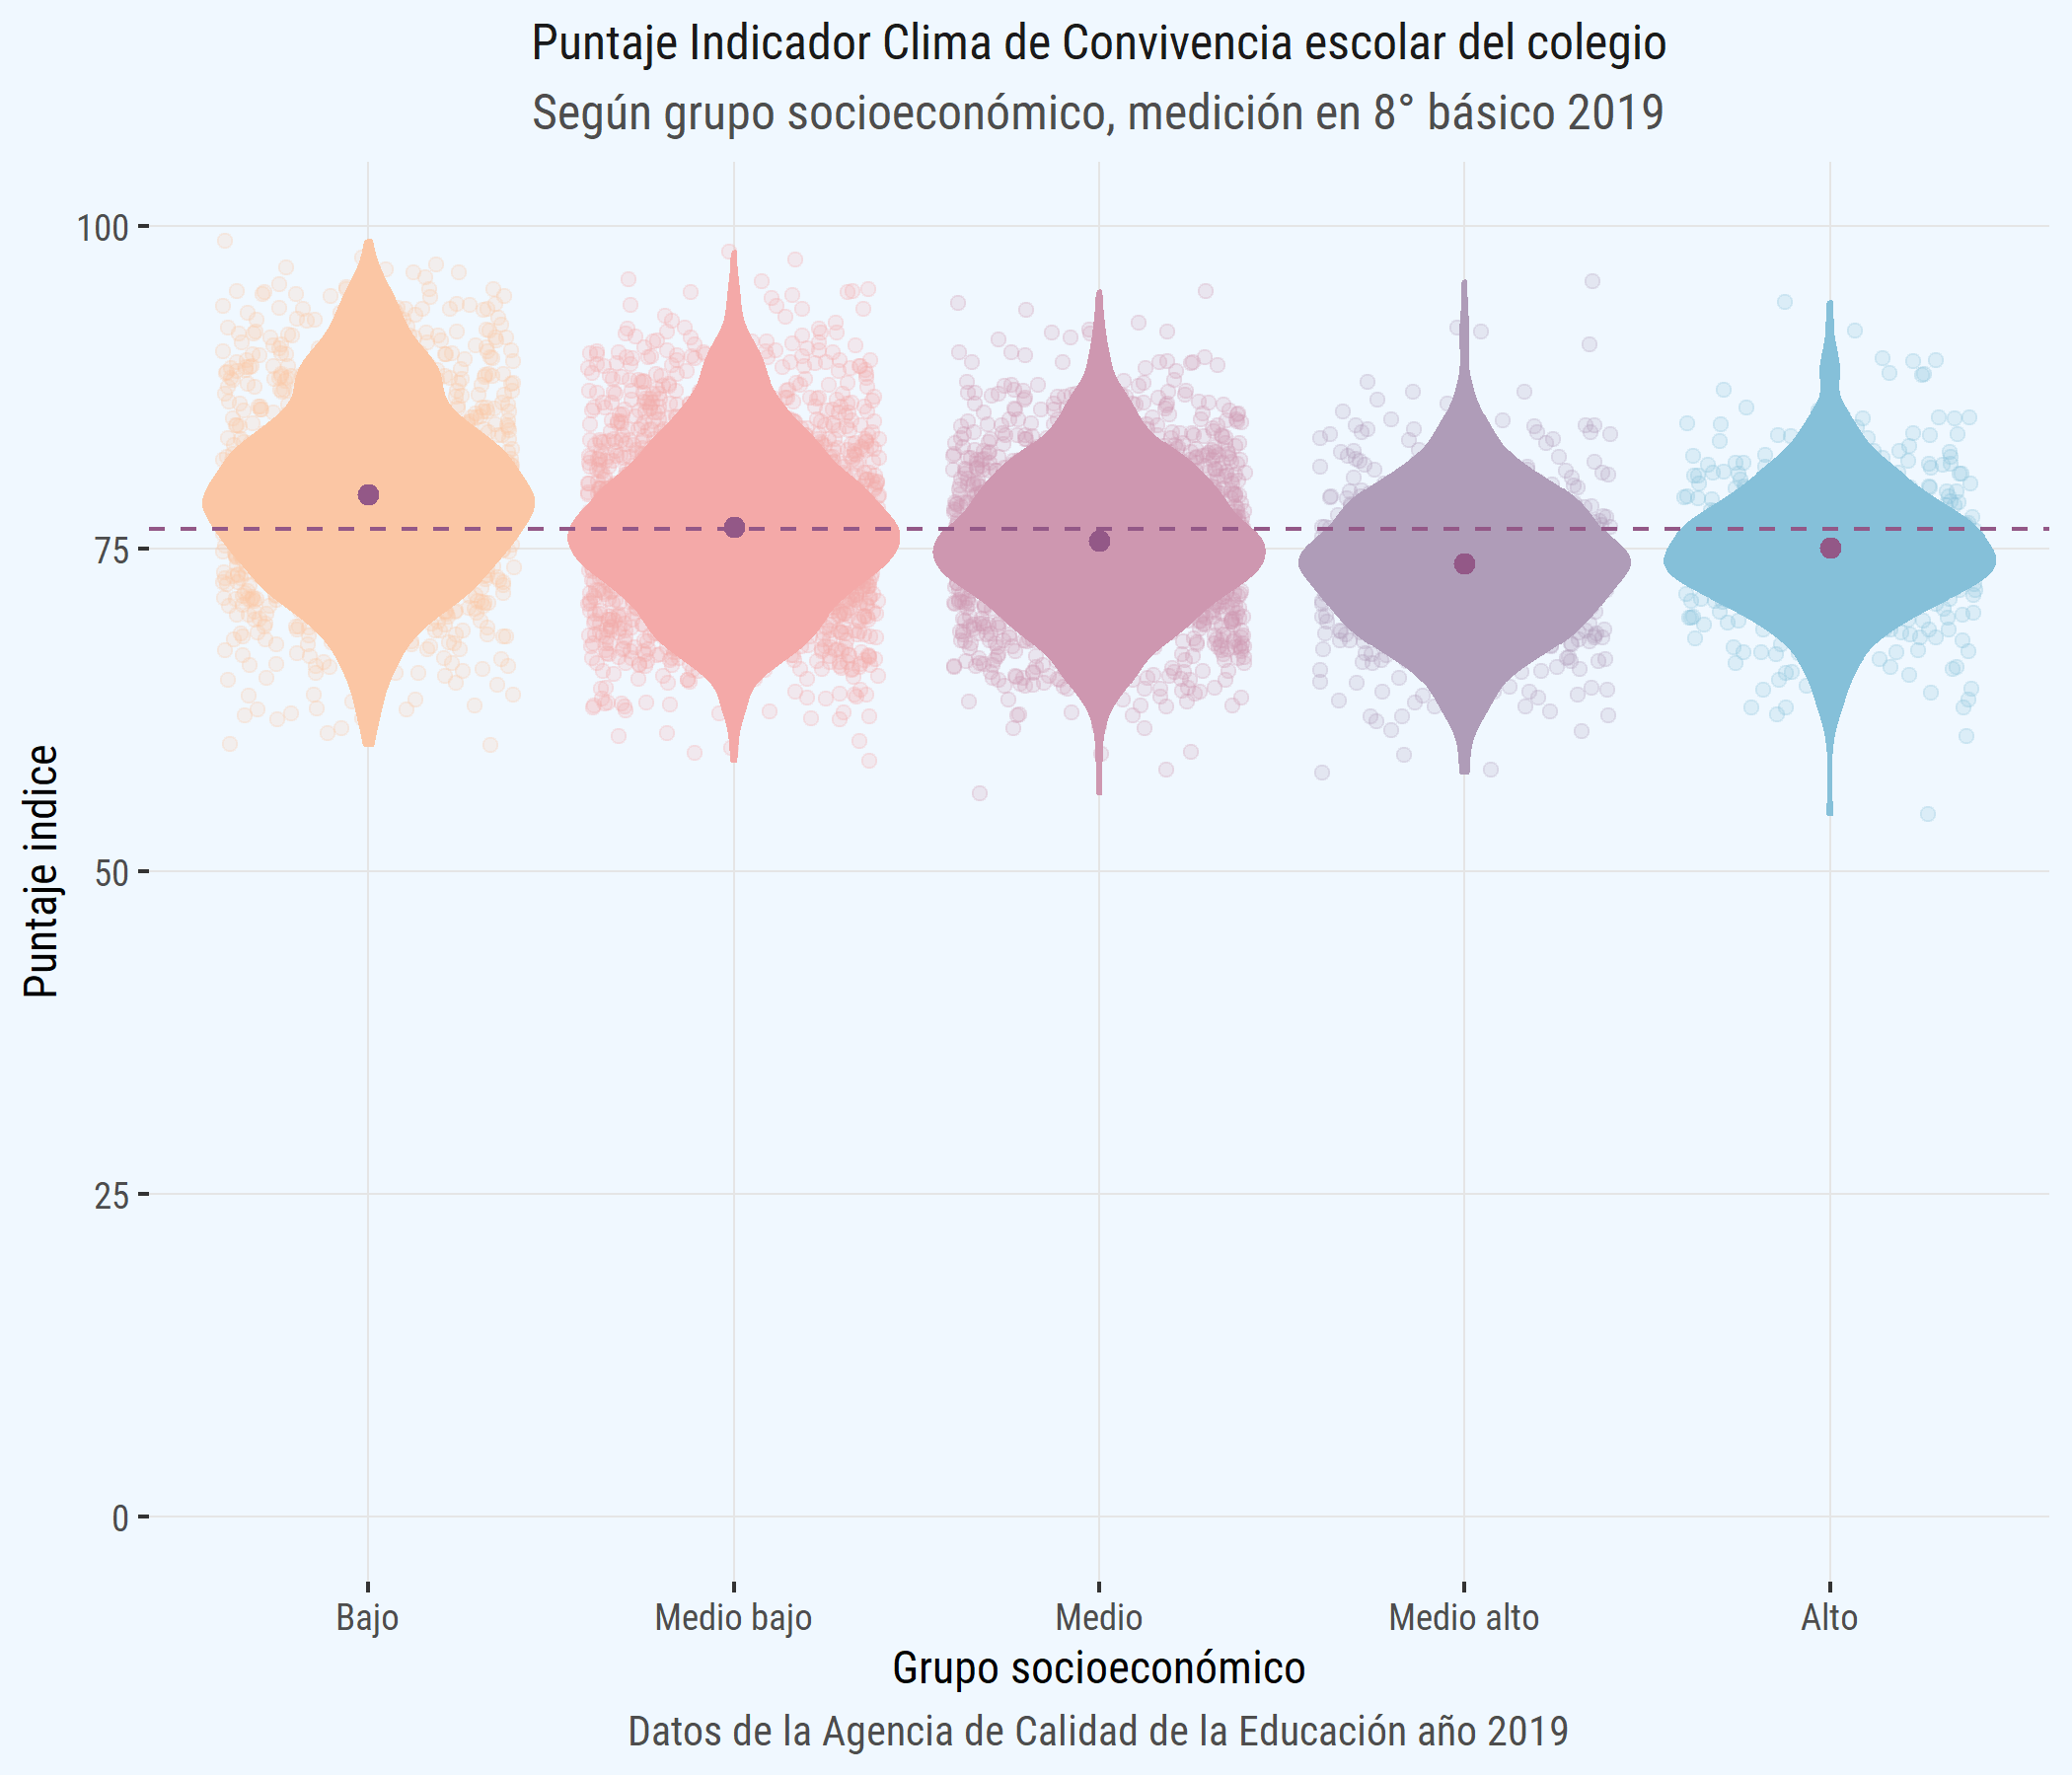 Puntaje Indicador Clima de Convivencia escolar del colegio
Según grupo socioeconómico, medición en 8° básico 2019
100
75
50
25
0
Puntaje indice
Bajo
Medio bajo
Medio
Medio alto
Alto
Grupo socioeconómico
Datos de la Agencia de Calidad de la Educación año 2019